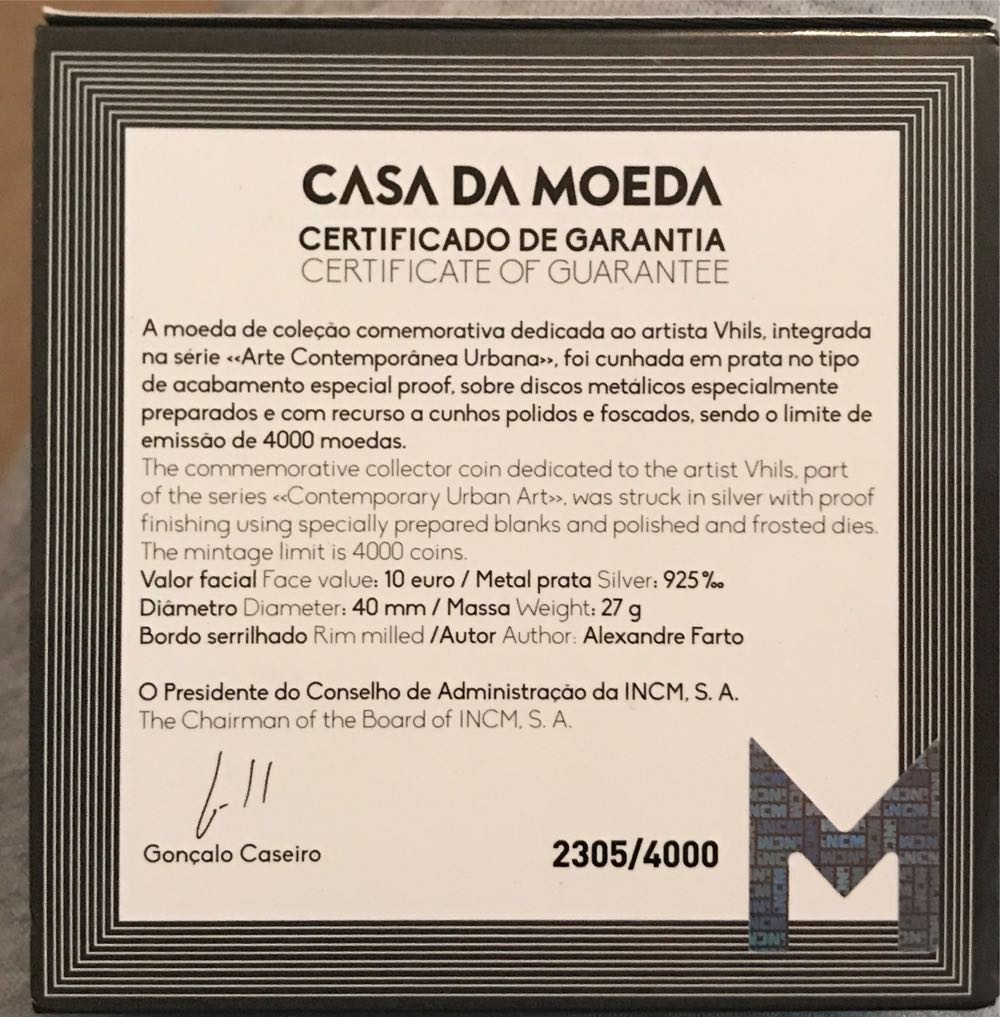 CASA DA MOEDA
CERTIFICADO DE GARANTIA
CERTIFICATE OF GUARANTEE
A moeda de coleção comemorativa dedicada ao artista Vhils, integrada
na série «Arte Contemporânea Urbana», foi cunhada em prata no tipo
de acabamento especial proof, sobre discos metálicos especialmente
preparados e com recurso a cunhos polidos e foscados, sendo o limite de
emissão de 4000 moedas.
The commemorative collector coin dedicated to the artist Vhils, part
of the series «Contemporary Urban Art», was struck in silver with proof
finishing using specially prepared blanks and polished and frosted dies.
The mintage limit is 4000 coins.
Valor facial Face value: 10 euro / Metal prata Silver: 925‰
Diâmetro Diameter: 40 mm / Massa Weight: 27 g
Bordo serrilhado Rim milled /Autor Author: Alexandre Farto
O Presidente do Conselho de Administração da INCM, S. A.
The Chairman of the Board of INCM, S. A.
Gonçalo Caseiro
2305/4000
M